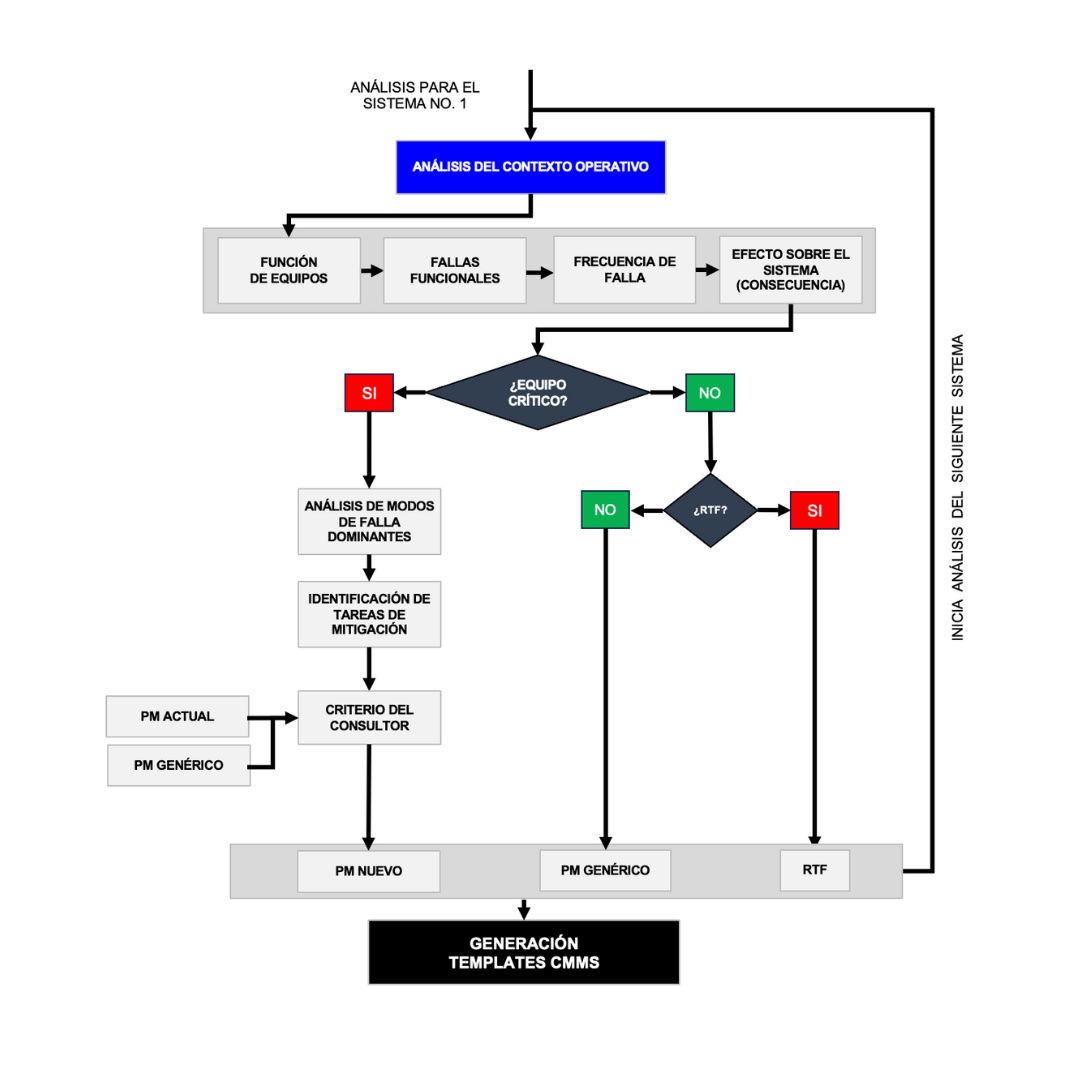 ANÁLISIS PARA EL
SISTEMA NO. 1
ANÁLISIS DEL CONTEXTO OPERATIVO
FUNCIÓN
DE EQUIPOS
FALLAS
FUNCIONALES
FRECUENCIA DE
FALLA
EFECTO SOBRE EL
SISTEMA
(CONSECUENCIA)
¿EQUIPO
CRÍTICO?
SI
NO
ANÁLISIS DE MODOS
DE FALLA
DOMINANTES
NO
¿RTF?
SI
IDENTIFICACIÓN DE
TAREAS DE
MITIGACIÓN
PM ACTUAL
PM GENÉRICO
CRITERIO DEL
CONSULTOR
PM NUEVO
PM GENÉRICO
RTF
GENERACIÓN
TEMPLATES CMMS
INICIA ANÁLISIS DEL SIGUIENTE SISTEMA